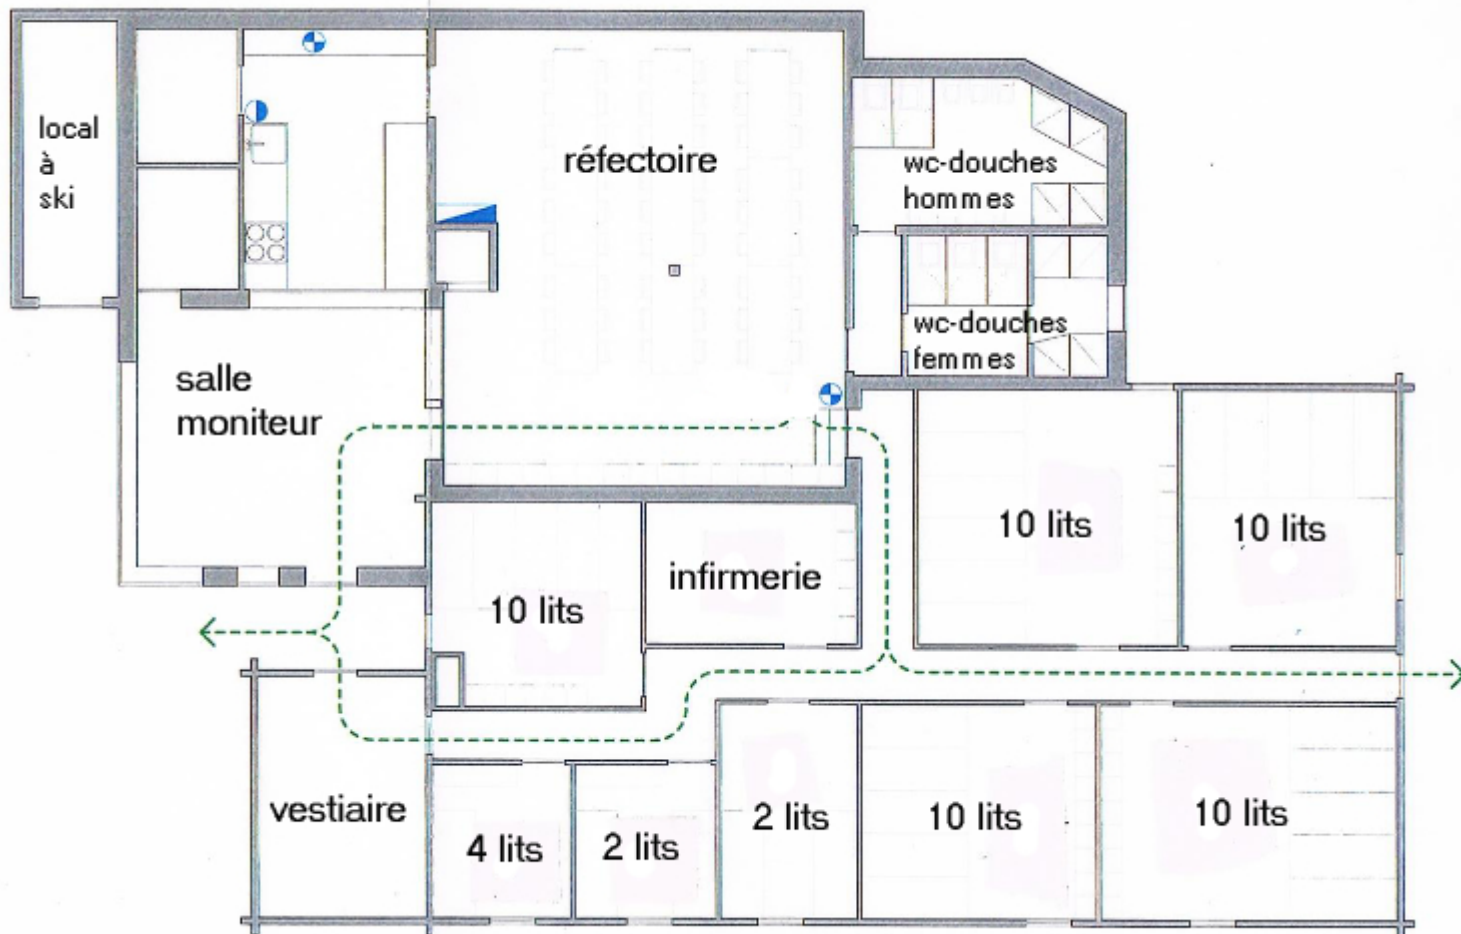 local
à
ski
réfectoire
wc-douches
hommes
wc-douches
femmes
salle
moniteur
10 lits
10 lits
10 lits
infirmerie
vestiaire
4 lits
2 lits
2 lits
10 lits
10 lits